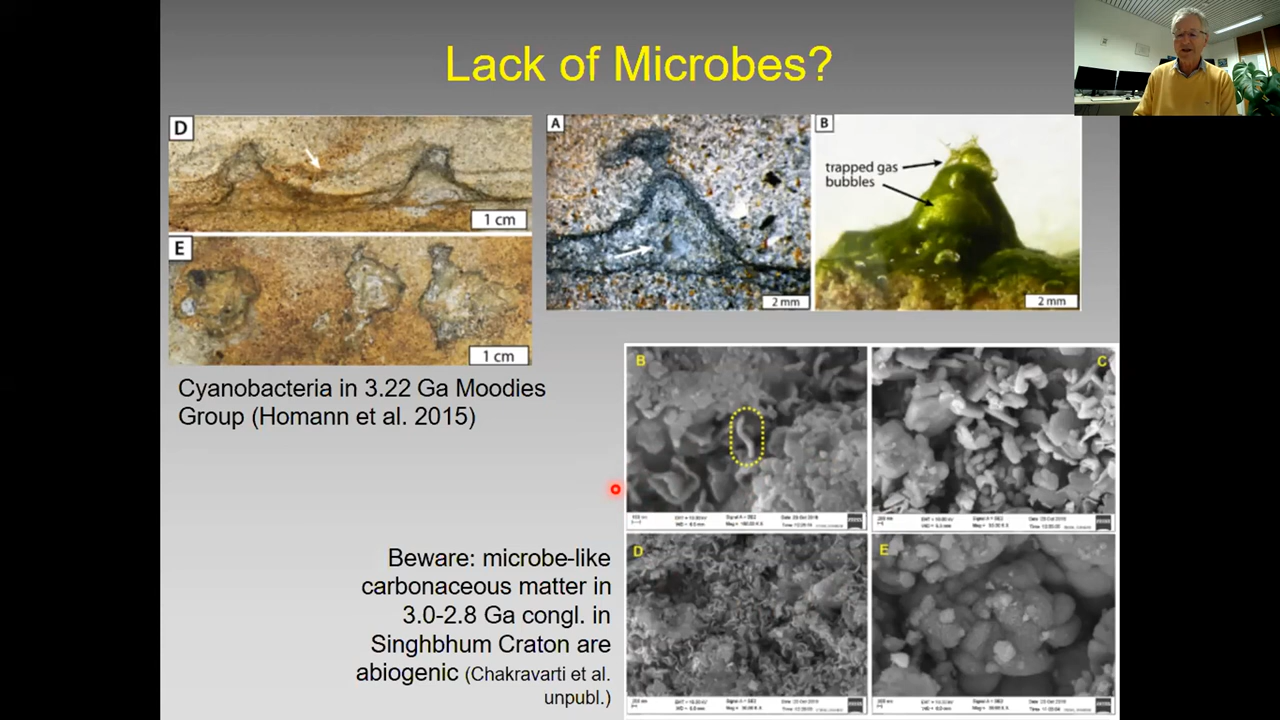 Lack of Microbes?
D
1 cm
E
1 cm
A
2 mm
B
trapped gas
bubbles
2 mm
Cyanobacteria in 3.22 Ga Moodies
Group (Homann et al. 2015)
B
C
D
E
Beware: microbe-like
carbonaceous matter in
3.0-2.8 Ga congl. in
Singhbhum Craton are
abiogenic (Chakravarti et al.
unpubl.)